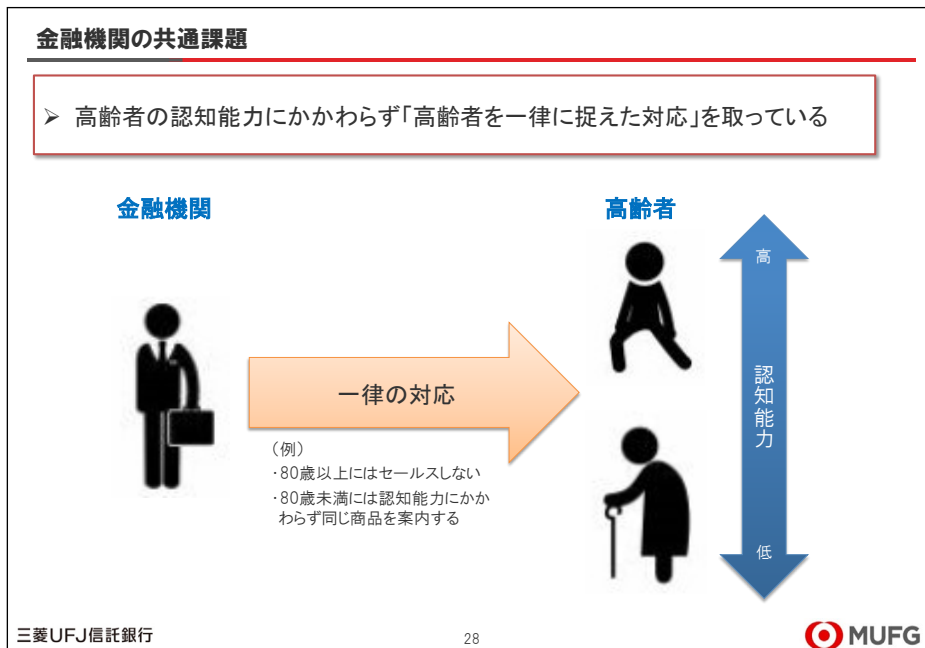 金融機関の共通課題
➢ 高齢者の認知能力にかかわらず「高齢者を一律に捉えた対応」を取っている
金融機関
高齢者
高
認知能力
低
一律の対応
（例）
・80歳以上にはセールスしない
・80歳未満には認知能力にかか
わらず同じ商品を案内する
三菱UFJ信託銀行
28
MUFG